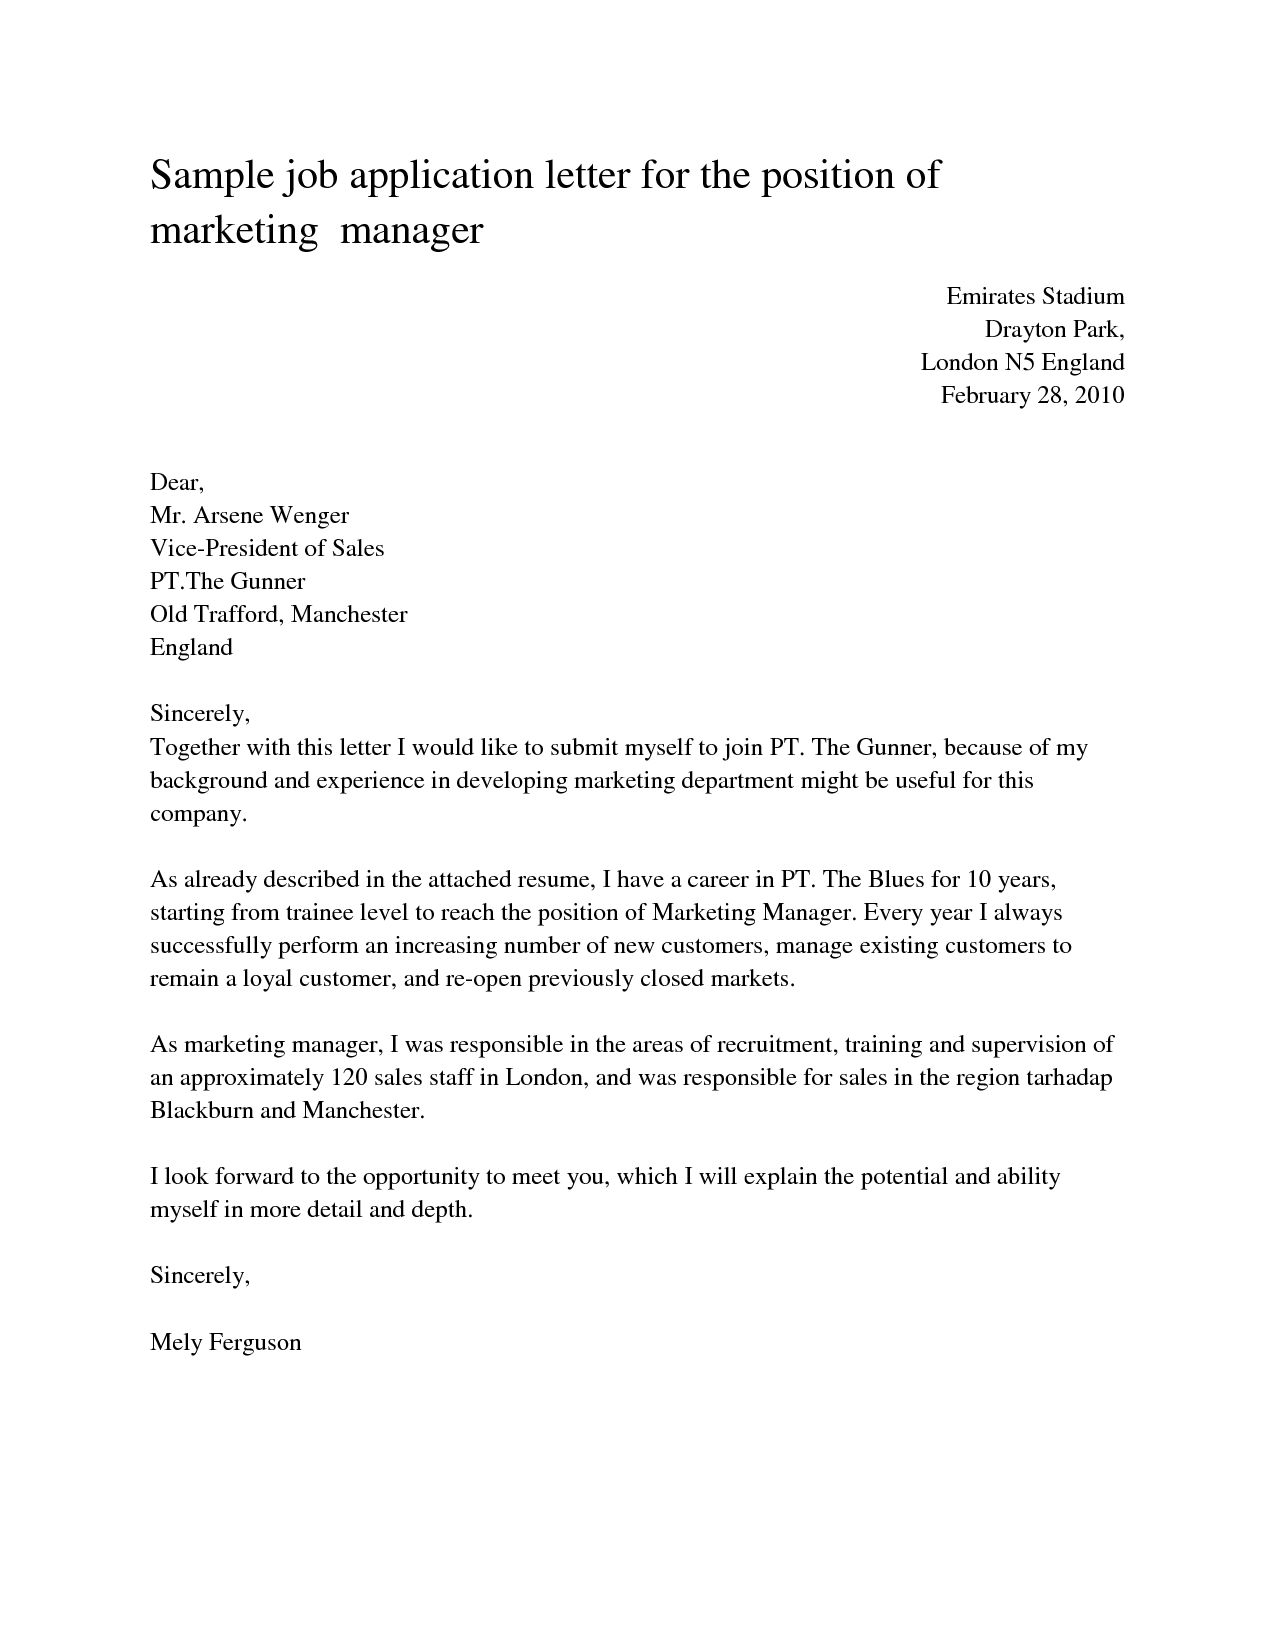 Sample job application letter for the position of
marketing  manager
Emirates Stadium
Drayton Park,
London N5 England
February 28, 2010
Dear,
Mr. Arsene Wenger
Vice-President of Sales
PT.The Gunner
Old Trafford, Manchester
England
Sincerely,
Together with this letter I would like to submit myself to join PT. The Gunner, because of my
background and experience in developing marketing department might be useful for this
company.
As already described in the attached resume, I have a career in PT. The Blues for 10 years,
starting from trainee level to reach the position of Marketing Manager. Every year I always
successfully perform an increasing number of new customers, manage existing customers to
remain a loyal customer, and re-open previously closed markets.
As marketing manager, I was responsible in the areas of recruitment, training and supervision of
an approximately 120 sales staff in London, and was responsible for sales in the region tarhadap
Blackburn and Manchester.
I look forward to the opportunity to meet you, which I will explain the potential and ability
myself in more detail and depth.
Sincerely,
Mely Ferguson